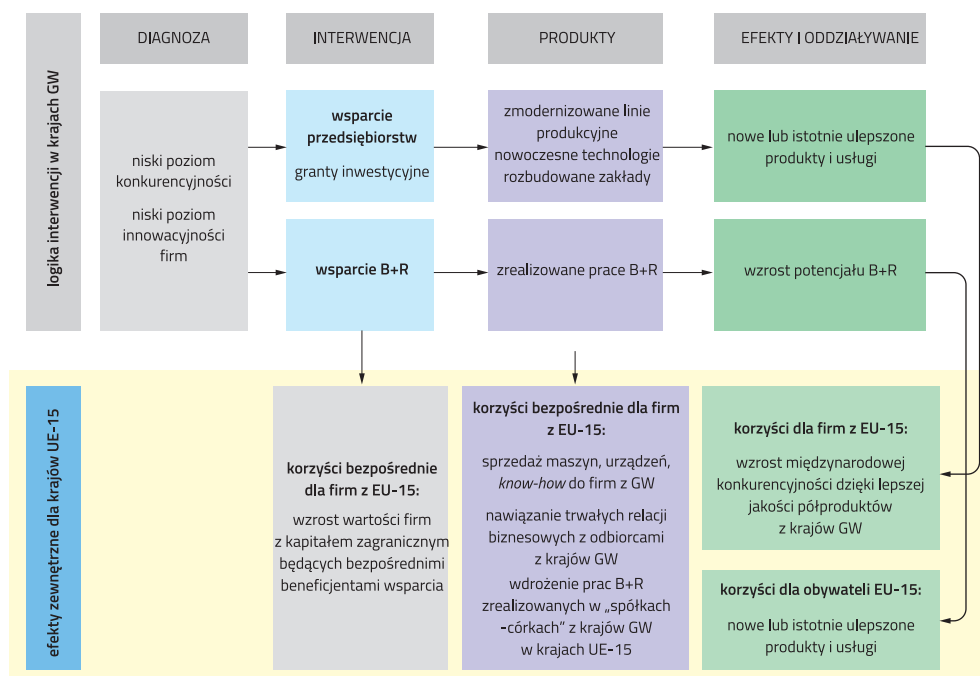 DIAGNOZA
INTERWENCJA
PRODUKTY
EFEKTY I ODDZIAŁYWANIE
logika interwencji w krajach GW
niski poziom
konkurencyjności
niski poziom
innowacyjności
firm
wsparcie
przedsiębiorstw
granty inwestycyjne
zmodernizowane linie
produkcyjne
nowoczesne technologie
rozbudowane zakłady
nowe lub istotnie ulepszone
produkty i usługi
wsparcie B+R
zrealizowane prace B+R
wzrost potencjału B+R
efekty zewnętrzne dla krajów UE-15
korzyści bezpośrednie
dla firm z EU-15:
wzrost wartości firm
z kapitałem zagranicznym
będących bezpośrednimi
beneficjentami wsparcia
korzyści bezpośrednie dla firm
z EU-15:
sprzedaż maszyn, urządzeń,
know-how do firm z GW
nawiązanie trwałych relacji
biznesowych z odbiorcami
z krajów GW
wdrożenie prac B+R
zrealizowanych w „spółkach
-córkach” z krajów GW
w krajach UE-15
korzyści dla firm z EU-15:
wzrost międzynarodowej
konkurencyjności dzięki lepszej
jakości półproduktów
z krajów GW
korzyści dla obywateli EU-15:
nowe lub istotnie ulepszone
produkty i usługi